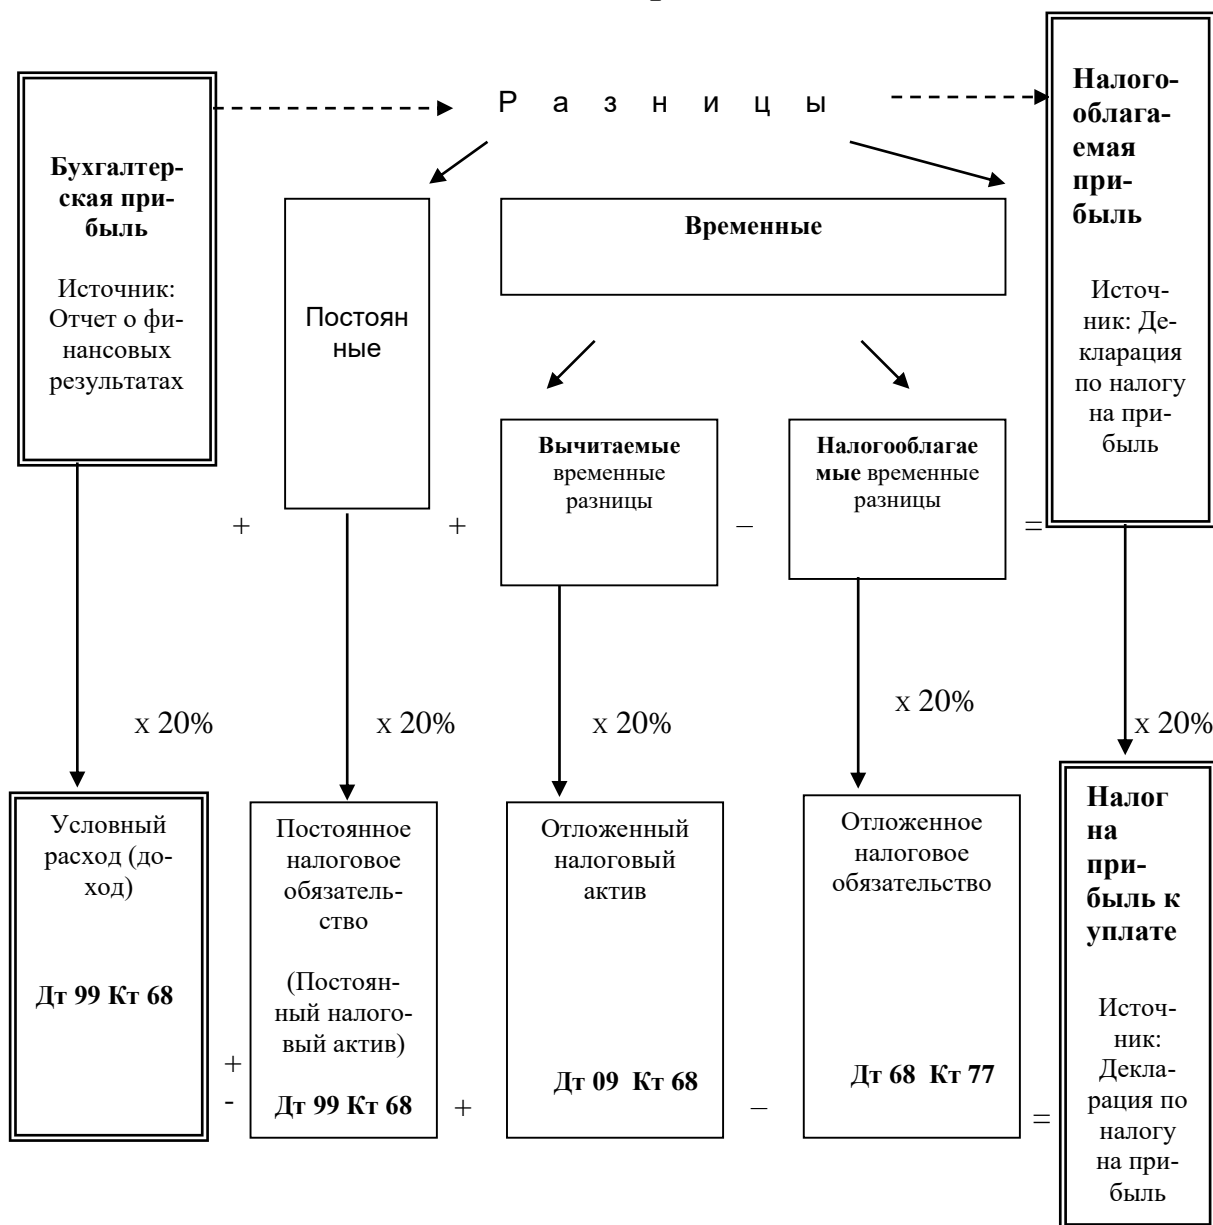 Р а з н и ц ы
Бухгалтер-
ская при-
быль
Источник:
Отчет о фи-
нансовых
результатах
Постоян
ные
Временные
Налого-
облага-
емая
при-
быль
Источ-
ник: Де-
кларация
по налогу
на при-
быль
Вычитаемые
временные
разницы
Налогооблагае
мые временные
разницы
+
+
–
=
х 20%
х 20%
х 20%
х 20%
х 20%
Условный
расход (до-
ход)
Дт 99 Кт 68
+
-
Постоянное
налоговое
обязатель-
ство
(Постоян-
ный налого-
вый актив)
Дт 99 Кт 68
+
Отложенный
налоговый
актив
Дт 09 Кт 68
–
Отложенное
налоговое
обязательство
Дт 68 Кт 77
=
Налог
на
при-
быль к
уплате
Источ-
ник:
Декла-
рация по
налогу
на при-
быль